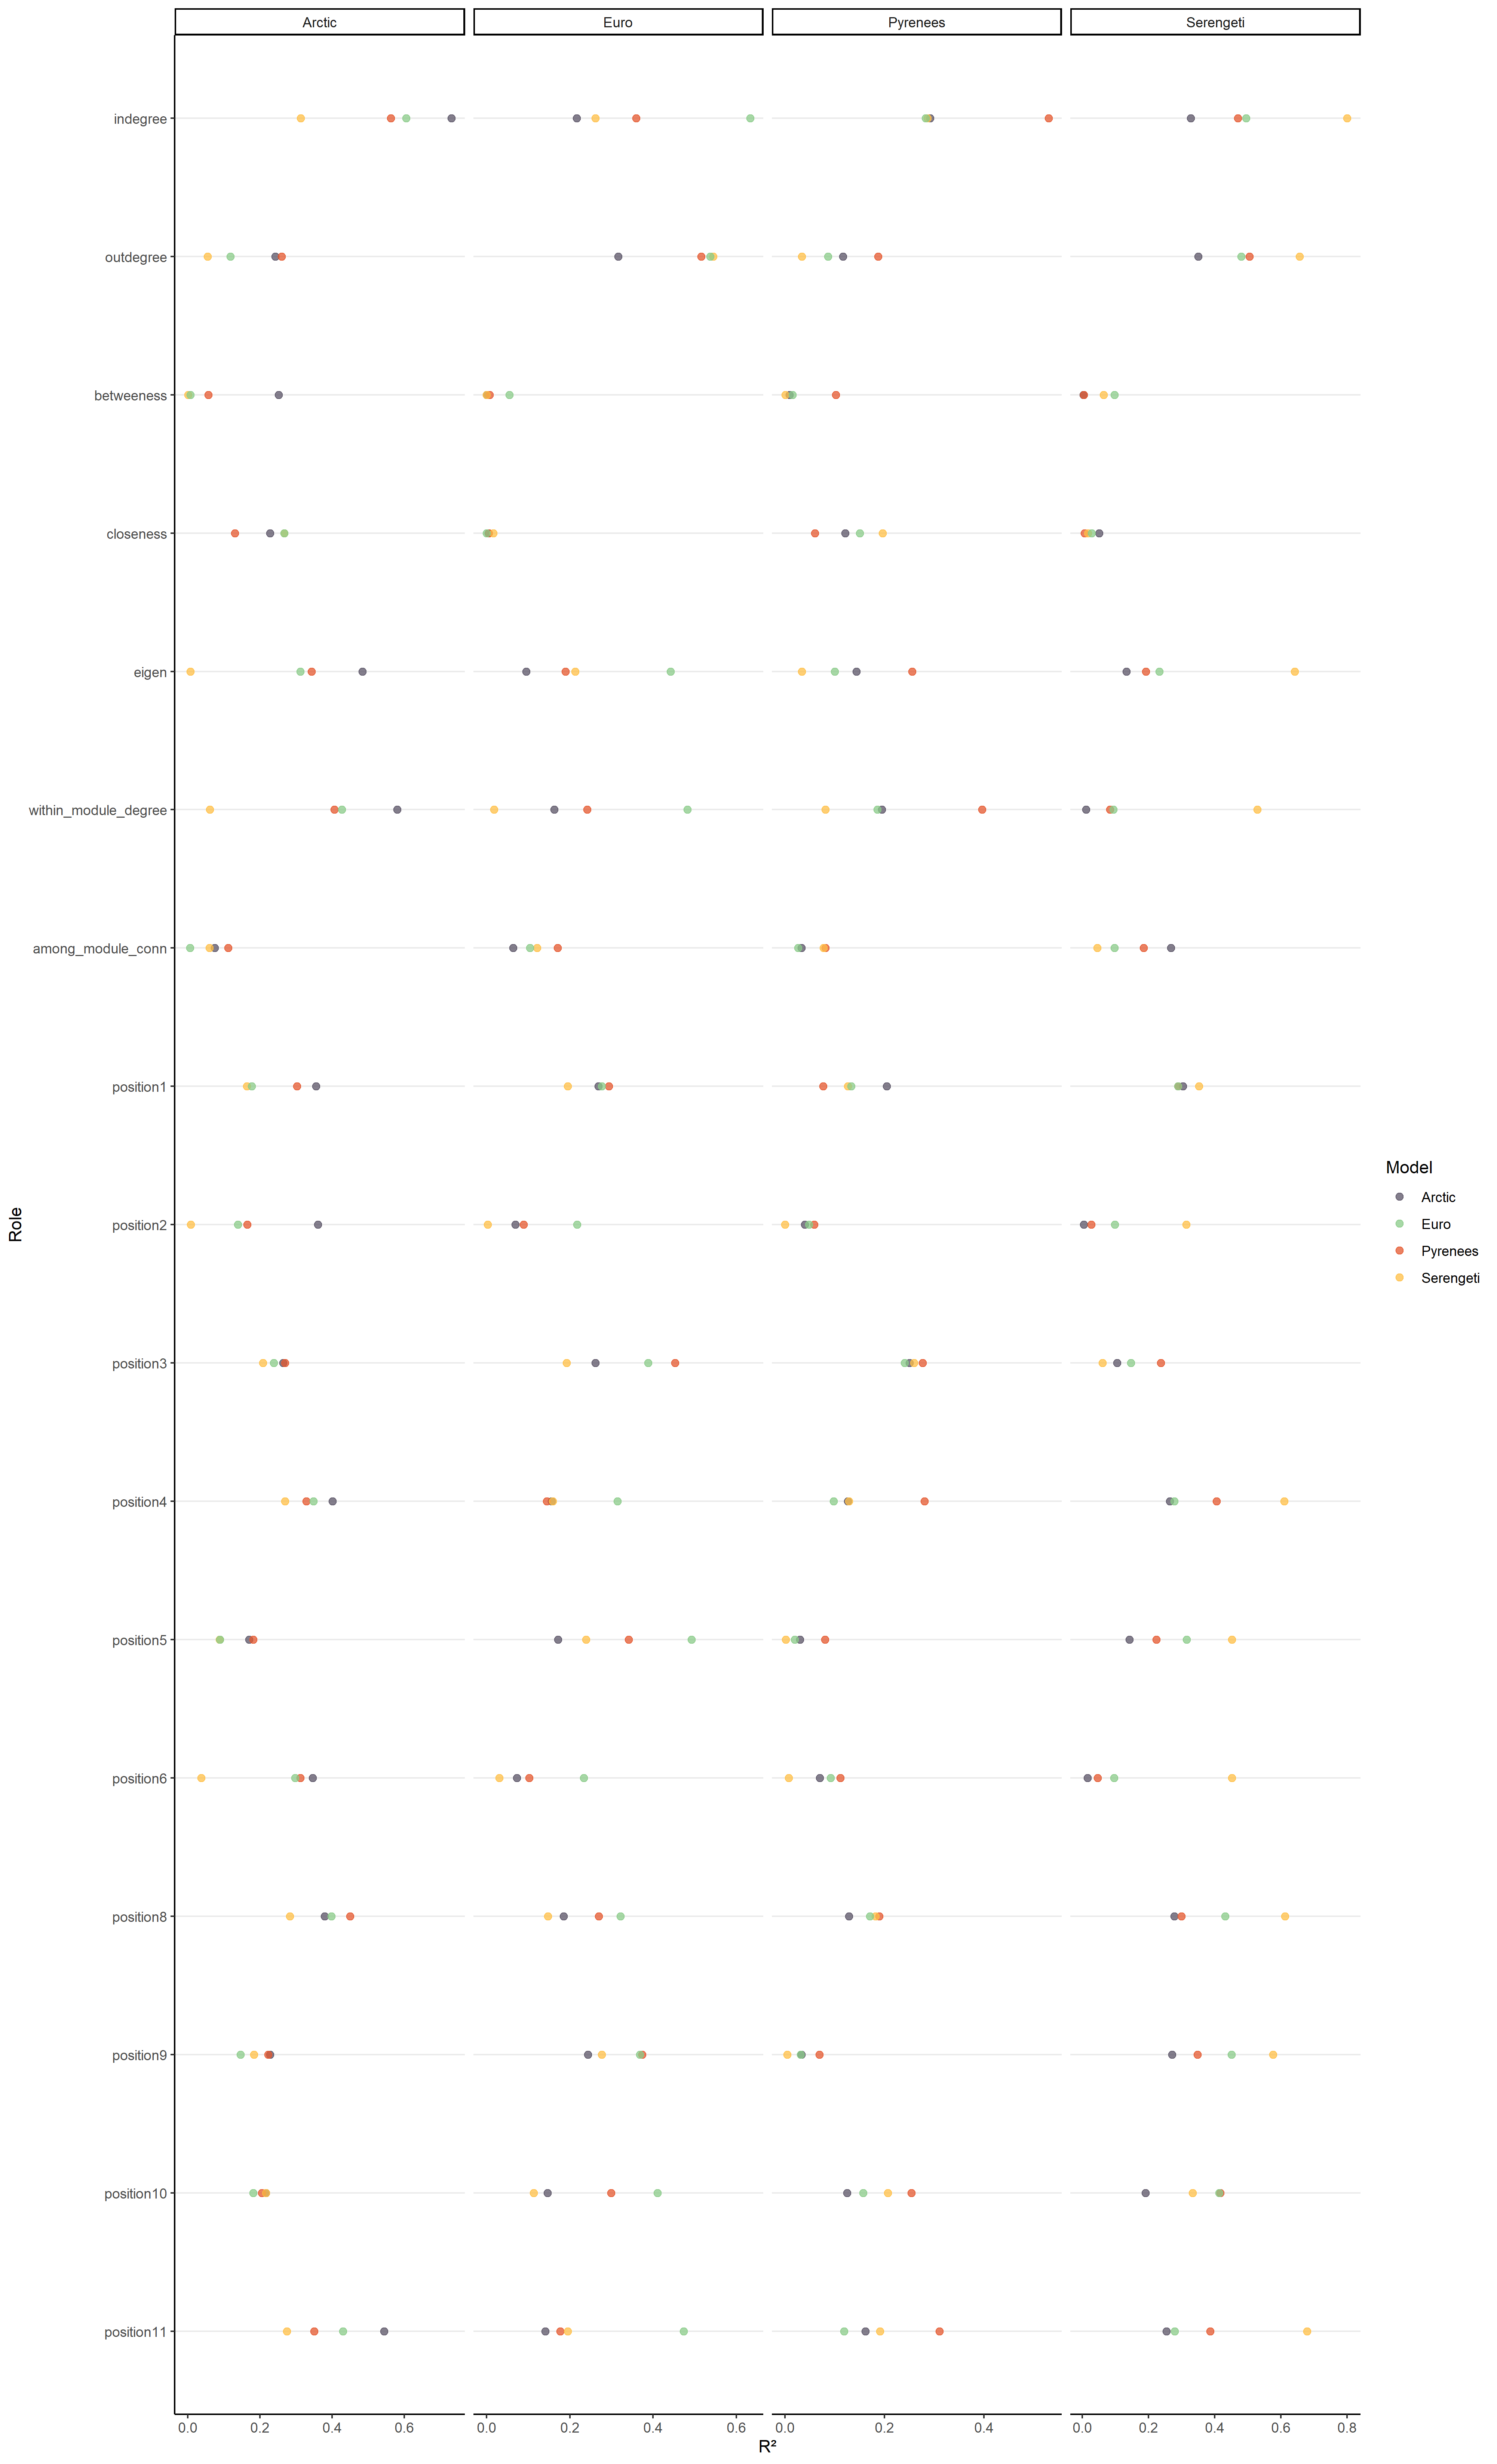 Arctic Euro Pyrenees Serengeti
indegree
outdegree
betweeness
closeness
eigen
within_module_degree
among_module_conn
position1
position2
position3
position4
position5
position6
position8
position9
position10
position11
Role
0.0 0.2 0.4 0.6 0.0 0.2 0.4 0.6 0.0 0.2 0.4 0.0 0.2 0.4 0.6 0.8
R²
Model
Arctic
Euro
Pyrenees
Serengeti